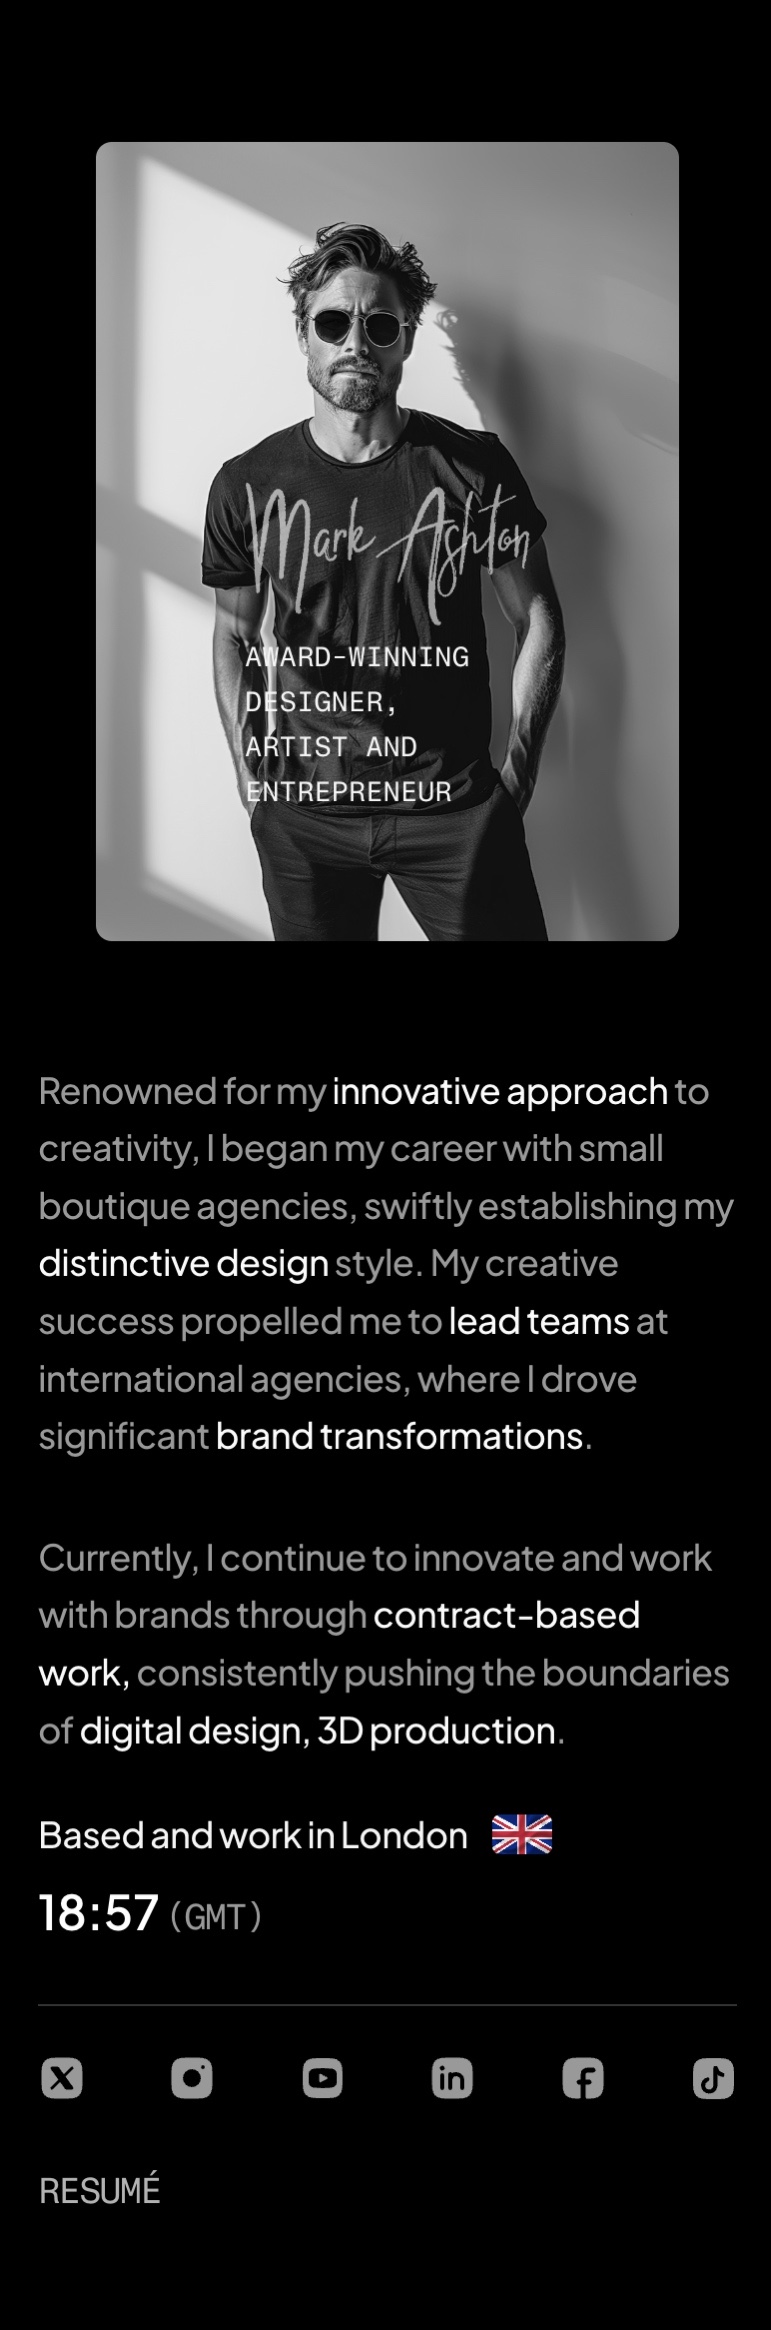 Mark Ashton
AWARD-WINNING
DESIGNER,
ARTIST AND
ENTREPRENEUR
Renowned for my innovative approach to
creativity, I began my career with small
boutique agencies, swiftly establishing my
distinctive design style. My creative
success propelled me to lead teams at
international agencies, where I drove
significant brand transformations.
Currently, I continue to innovate and work
with brands through contract-based
work, consistently pushing the boundaries
of digital design, 3D production.
Based and work in London
18:57 (GMT)
RESUMÉ